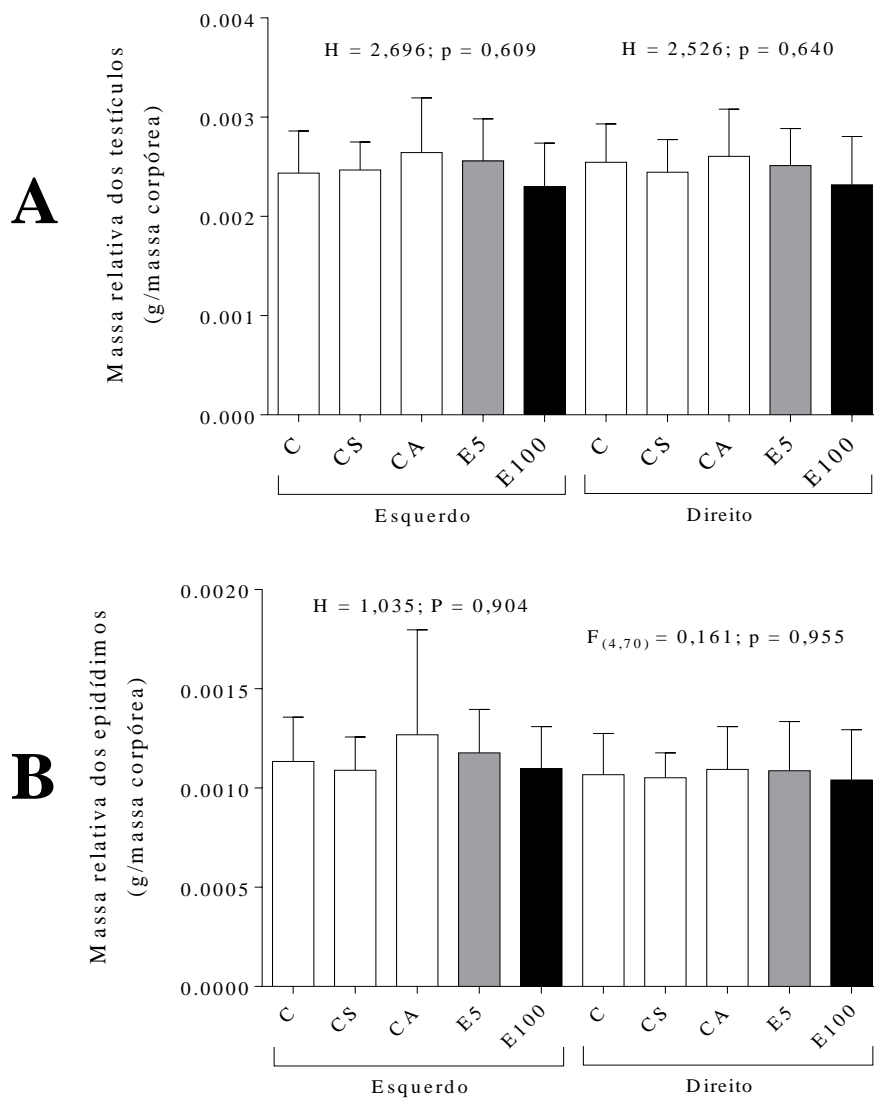 A
Massa relativa dos testículos
(g/massa corpórea)
H = 2,696; p = 0,609
H = 2,526; p = 0,640
0.004
0.003
0.002
0.001
0.000
C CS CA E5 E100 C CS CA E5 E100
Esquerdo Direito
B
Massa relativa dos epidídimos
(g/massa corpórea)
H = 1,035; P = 0,904
F(4,70) = 0,161; p = 0,955
0.0020
0.0015
0.0010
0.0005
0.0000
C CS CA E5 E100 C CS CA E5 E100
Esquerdo Direito